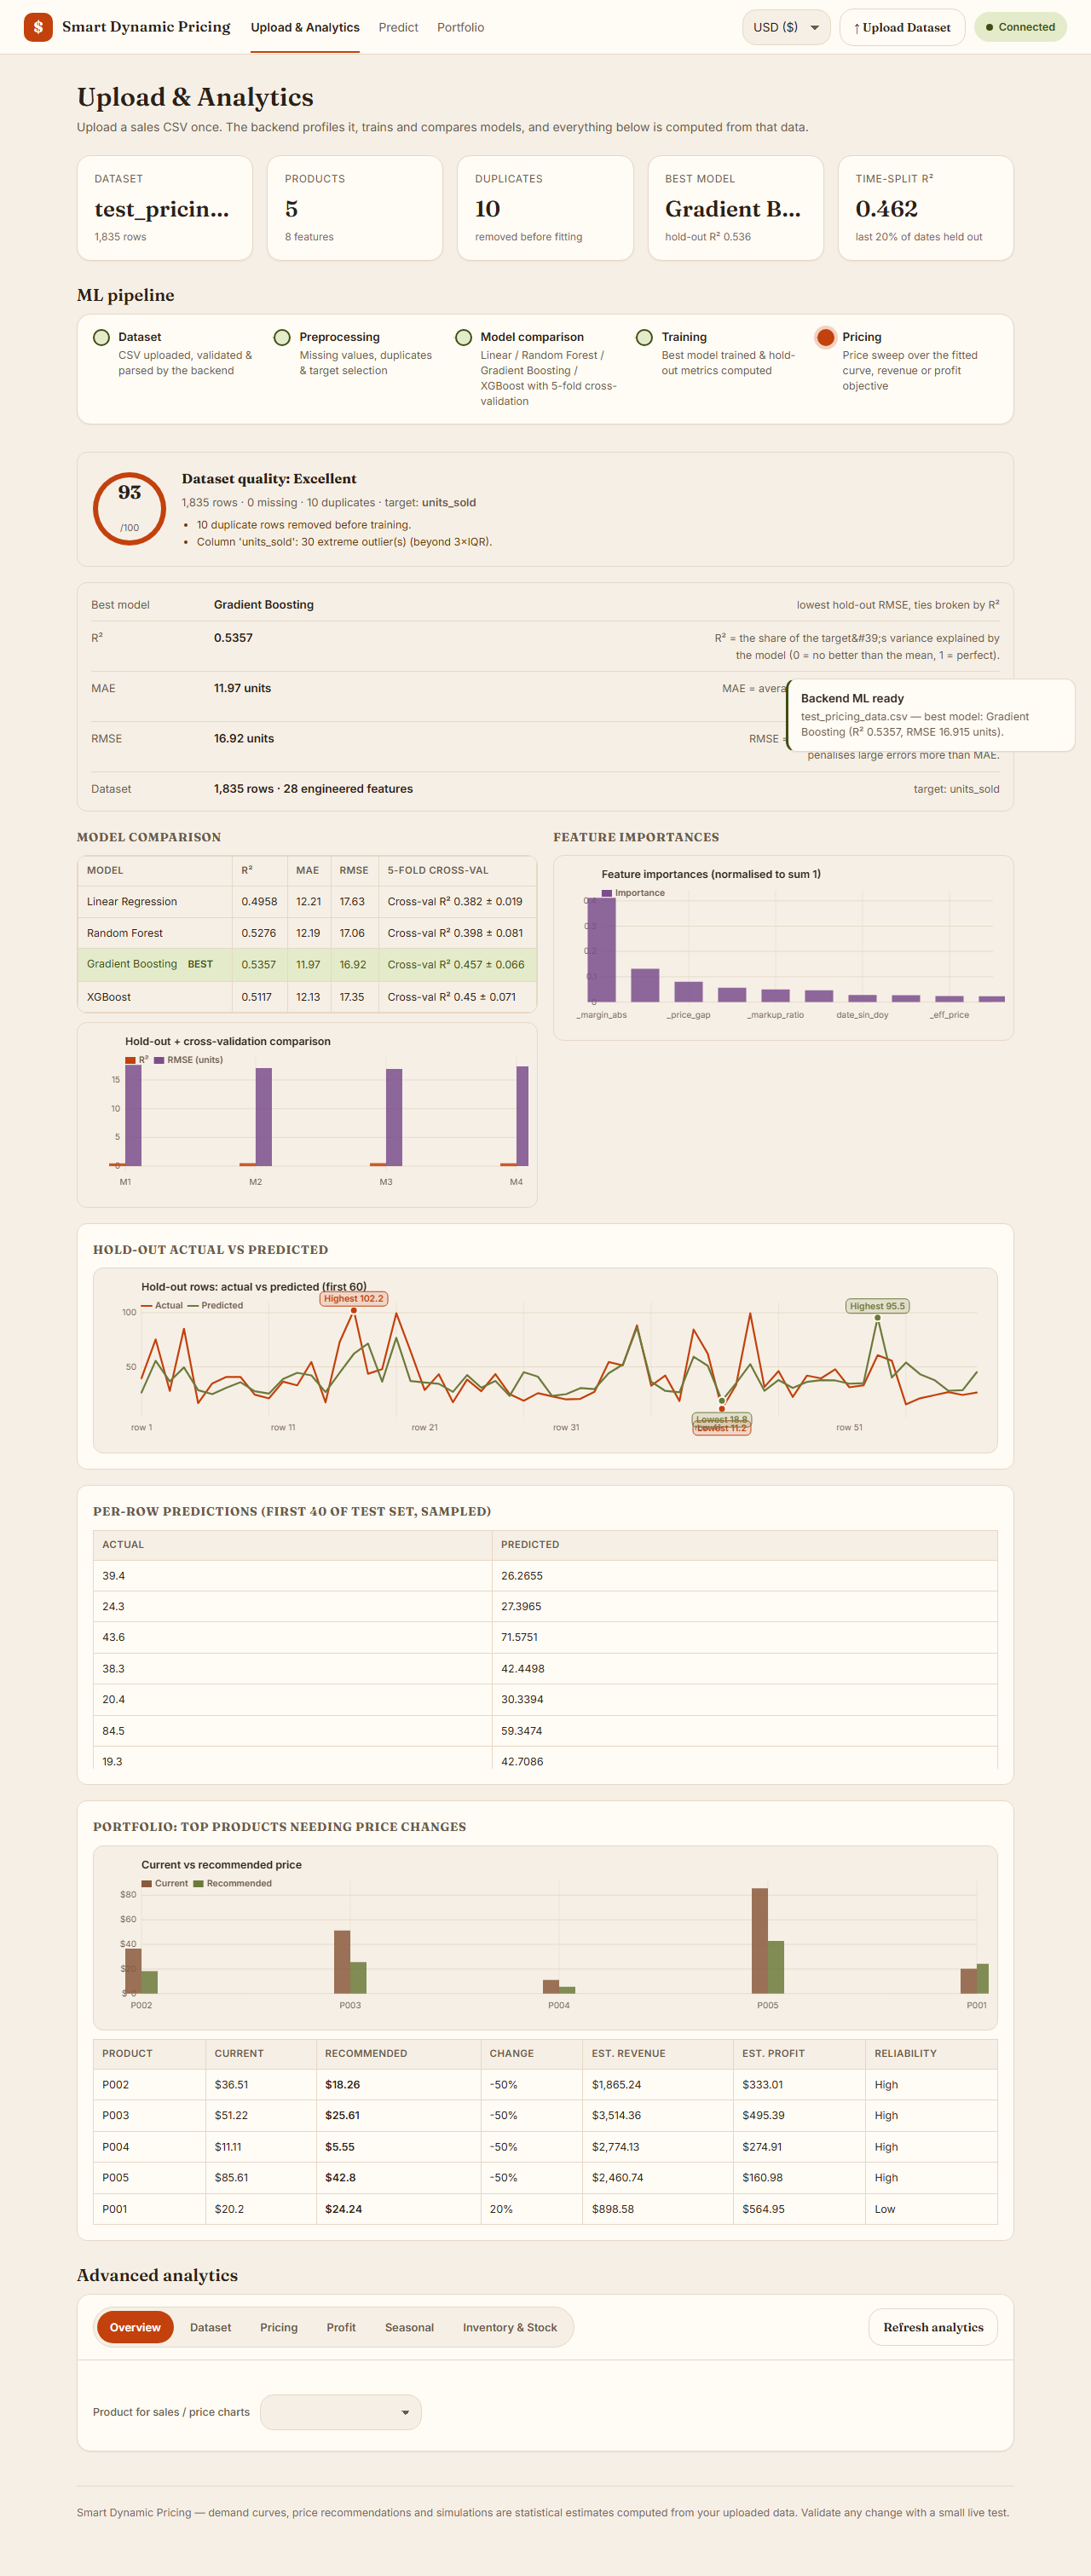 $ Smart Dynamic Pricing Upload & Analytics Predict Portfolio USD ($) ↑ Upload Dataset Connected
Upload & Analytics
Upload a sales CSV once. The backend profiles it, trains and compares models, and everything below is computed from that data.
DATASET
test_pricin...
1,835 rows
PRODUCTS
5
8 features
DUPLICATES
10
removed before fitting
BEST MODEL
Gradient B...
hold-out R² 0.536
TIME-SPLIT R²
0.462
last 20% of dates held out
ML pipeline
Dataset
CSV uploaded, validated &
parsed by the backend
Preprocessing
Missing values, duplicates
& target selection
Model comparison
Linear / Random Forest /
Gradient Boosting /
XGBoost with 5-fold cross-
validation
Training
Best model trained & hold-
out metrics computed
Pricing
Price sweep over the fitted
curve, revenue or profit
objective
93
/100
Dataset quality: Excellent
1,835 rows · 0 missing · 10 duplicates · target: units_sold
• 10 duplicate rows removed before training.
• Column 'units_sold': 30 extreme outlier(s) (beyond 3×IQR).
Best model Gradient Boosting lowest hold-out RMSE, ties broken by R²
R² 0.5357 R² = the share of the target&#39;s variance explained by
the model (0 = no better than the mean, 1 = perfect).
MAE 11.97 units MAE =
RMSE 16.92 units RMSE =
penalises large errors more than MAE.
Backend ML ready
test_pricing_data.csv — best model: Gradient
Boosting (R² 0.5357, RMSE 16.915 units).
Dataset 1,835 rows · 28 engineered features target: units_sold
MODEL COMPARISON
MODEL R² MAE RMSE 5-FOLD CROSS-VAL
Linear Regression 0.4958 12.21 17.63 Cross-val R² 0.382 ± 0.019
Random Forest 0.5276 12.19 17.06 Cross-val R² 0.398 ± 0.081
Gradient Boosting BEST 0.5357 11.97 16.92 Cross-val R² 0.457 ± 0.066
XGBoost 0.5117 12.13 17.35 Cross-val R² 0.45 ± 0.071
Hold-out + cross-validation comparison
R² RMSE (units)
15
10
5
0
M1 M2 M3 M4
FEATURE IMPORTANCES
Feature importances (normalised to sum 1)
Importance
0.4
0.3
0.2
0.1
0
_margin_abs _price_gap _markup_ratio date_sin_doy _eff_price
HOLD-OUT ACTUAL VS PREDICTED
Hold-out rows: actual vs predicted (first 60)
Actual Predicted
Highest 102.2
Highest 95.5
100
50
Lowest 18.8
Lowest 11.2
row 1 row 11 row 21 row 31 row 51
PER-ROW PREDICTIONS (FIRST 40 OF TEST SET, SAMPLED)
ACTUAL PREDICTED
39.4 26.2655
24.3 27.3965
43.6 71.5751
38.3 42.4498
20.4 30.3394
84.5 59.3474
19.3 42.7086
PORTFOLIO: TOP PRODUCTS NEEDING PRICE CHANGES
Current vs recommended price
Current Recommended
$80
$60
$40
$20
$ 0
P002 P003 P004 P005 P001
PRODUCT CURRENT RECOMMENDED CHANGE EST. REVENUE EST. PROFIT RELIABILITY
P002 $36.51 $18.26 -50% $1,865.24 $333.01 High
P003 $51.22 $25.61 -50% $3,514.36 $495.39 High
P004 $11.11 $5.55 -50% $2,774.13 $274.91 High
P005 $85.61 $42.8 -50% $2,460.74 $160.98 High
P001 $20.2 $24.24 20% $898.58 $564.95 Low
Advanced analytics
Overview Dataset Pricing Profit Seasonal Inventory & Stock Refresh analytics
Product for sales / price charts
Smart Dynamic Pricing — demand curves, price recommendations and simulations are statistical estimates computed from your uploaded data. Validate any change with a small live test.